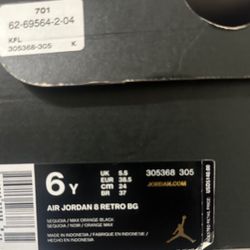 701
62-69564-2-04
KFL
305368-305 K
6Y
UK 5.5
EUR 38.5
CM 24
BR 37
305368 305
JORDAN.COM
AIR JORDAN 8 RETRO BG
SEQUOIA / MAX ORANGE BLACK
SEQUOIA / NOIR / ORANGE MAX
MADE IN INDONESIA / FABRIQUE EN INDONESIE
HECHO EN INDONESIA